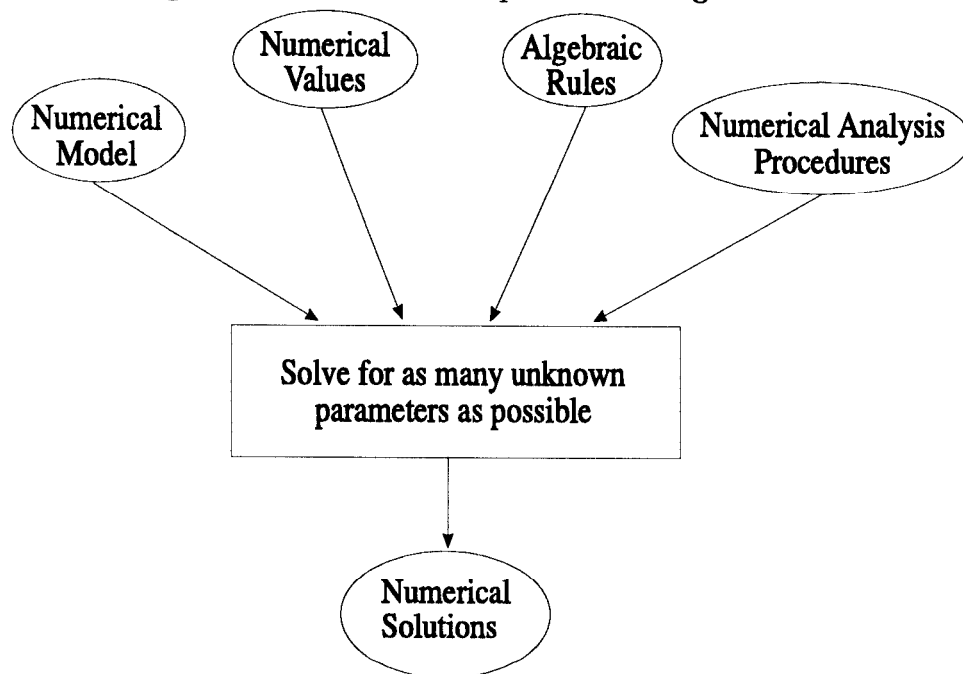 Numerical
Values
Algebraic
Rules
Numerical
Model
Numerical Analysis
Procedures
Solve for as many unknown
parameters as possible
Numerical
Solutions